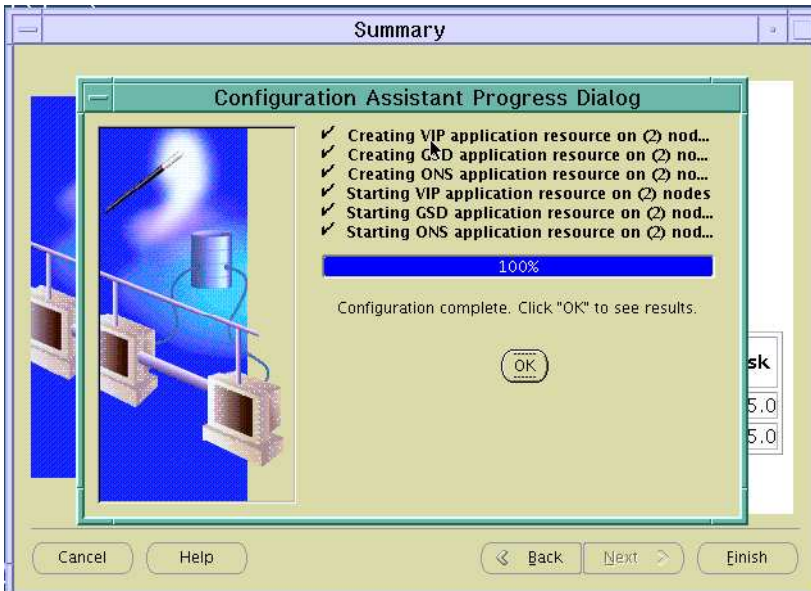 Summary
Configuration Assistant Progress Dialog
Creating VIP application resource on (2) nod...
Creating GSD application resource on (2) no...
Creating ONS application resource on (2) no...
Starting VIP application resource on (2) nodes
Starting GSD application resource on (2) nod...
Starting ONS application resource on (2) nod...
100%
Configuration complete. Click "OK" to see results.
OK
sk
5.0
5.0
Cancel Help Back Next Finish